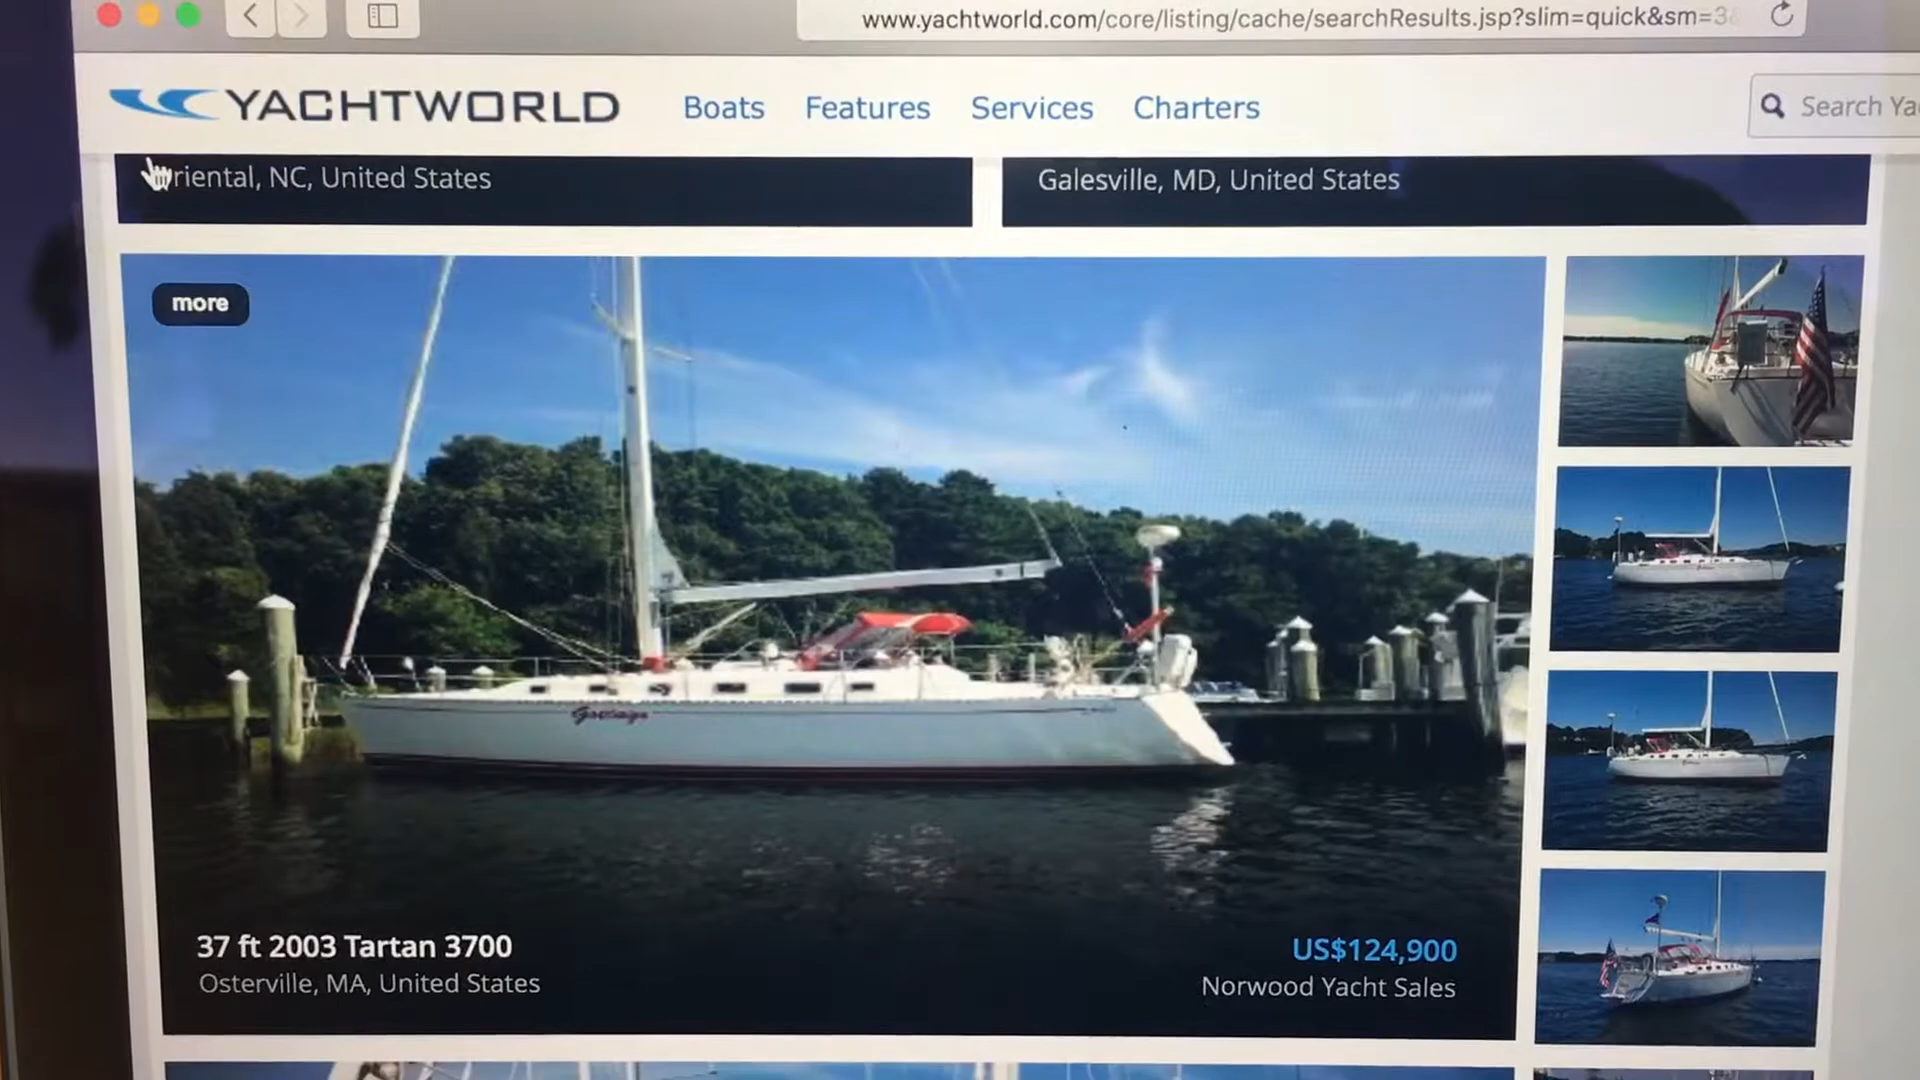 www.yachtworld.com/core/listing/cache/searchResults.jsp?slim=quick&sm=3
YACHTWORLD
Boats
Features
Services
Charters
Search Ya
riental, NC, United States
Galesville, MD, United States
more
37 ft 2003 Tartan 3700
US$124,900
Osterville, MA, United States
Norwood Yacht Sales